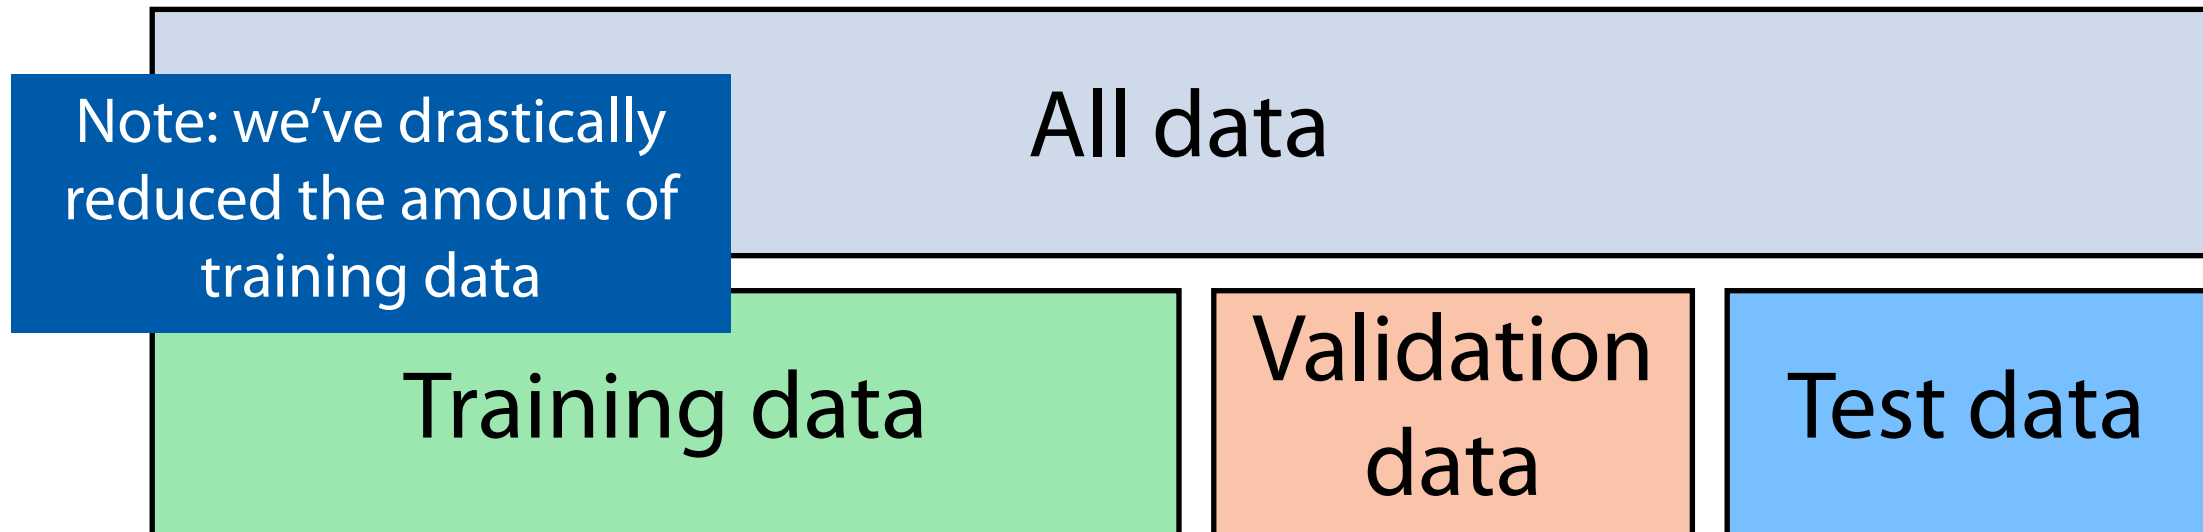 All data
Note: we’ve drastically
reduced the amount of
training data
Training data
Validation
data
Test data